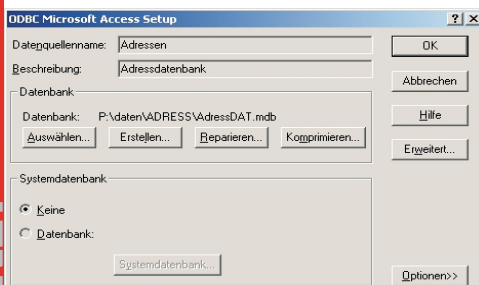 ODBC Microsoft Access Setup
Datenquellenname: Adressen
OK
Beschreibung: Adressdatenbank
Abbrechen
Datenbank
Datenbank: P:\daten\ADRESS\AdressDAT.mdb
Hilfe
Auswählen... Erstellen... Reparieren... Komprimieren...
Erweitert...
Systemdatenbank
Keine
Datenbank:
Systemdatenbank...
Optionen>>